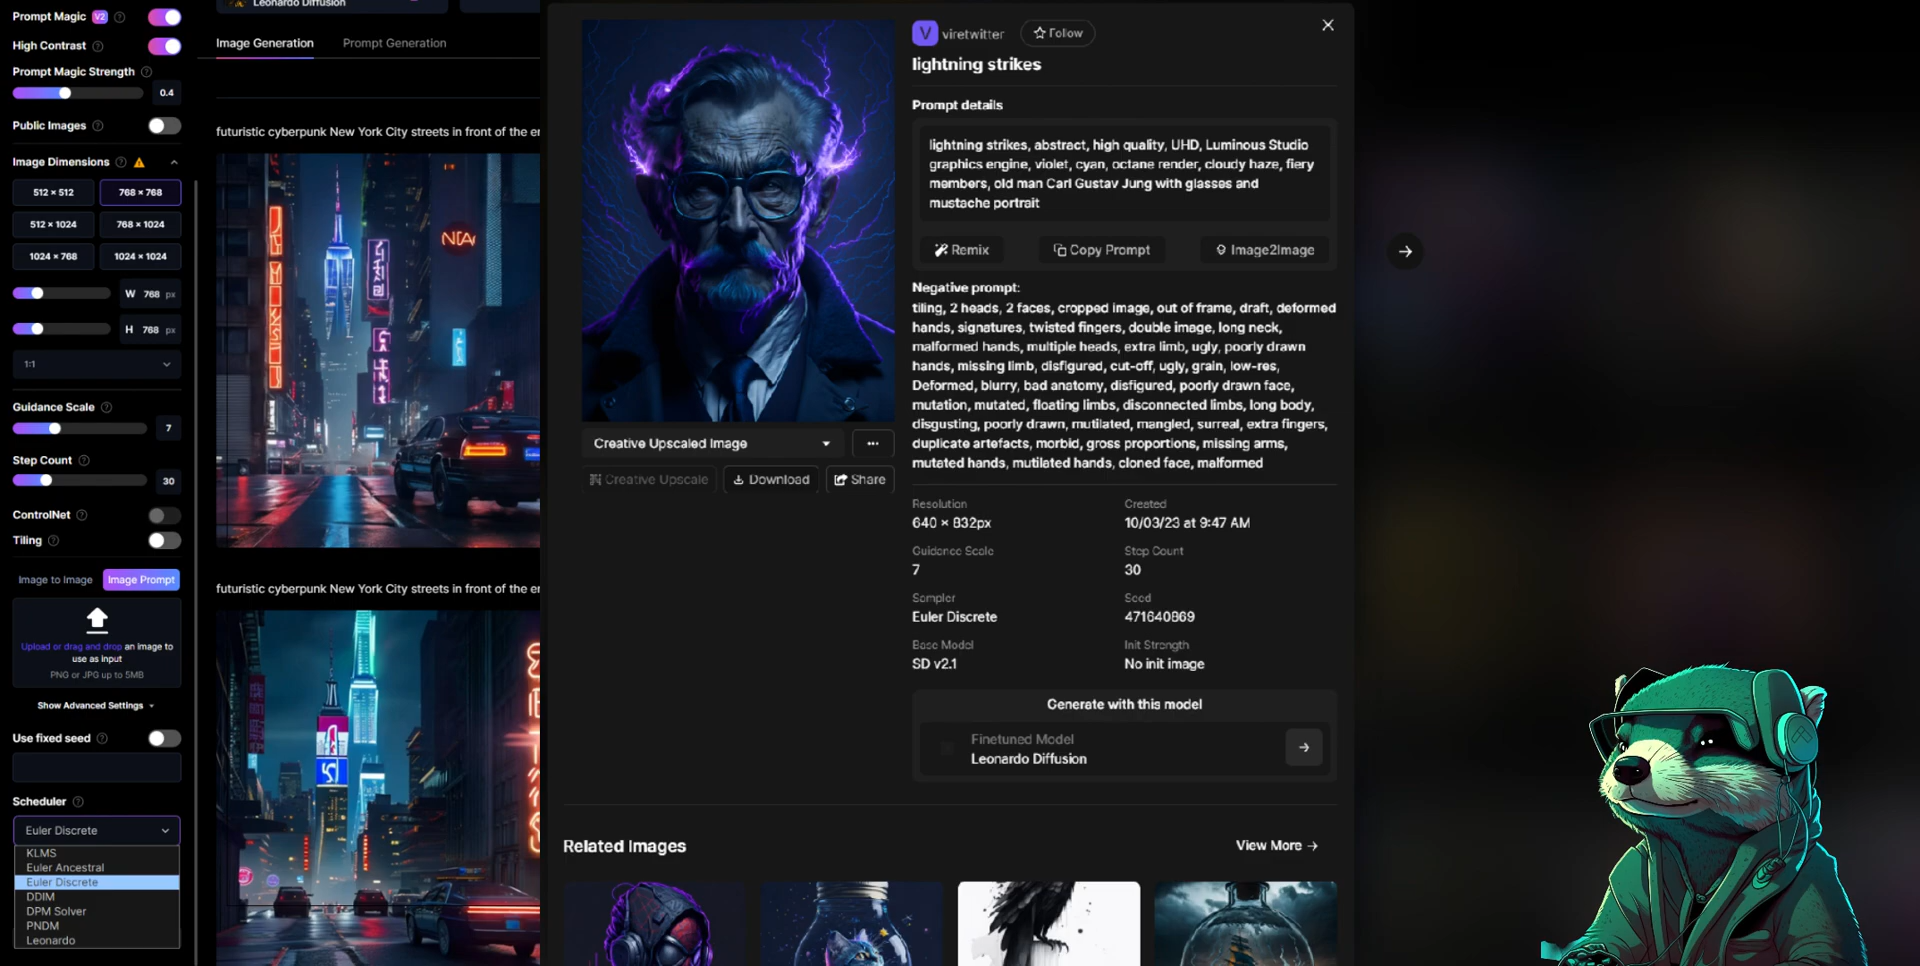 Prompt Magic V2
High Contrast
Prompt Magic Strength
0.4
Public Images
Image Dimensions
512 × 512
768 × 768
512 × 1024
768 × 1024
1024 × 768
1024 × 1024
W 768 px
H 768 px
1:1
Guidance Scale
7
Step Count
30
ControlNet
Tiling
Image to Image
Image Prompt
Upload or drag and drop an image to
use as input
PNG or JPG up to 5MB
Show Advanced Settings
Use fixed seed
Scheduler
Euler Discrete
KLMS
Euler Ancestral
Euler Discrete
DDIM
DPM Solver
PNDM
Leonardo
Leonardo Diffusion
Image Generation
Prompt Generation
futuristic cyberpunk New York City streets in front of the
futuristic cyberpunk New York City streets in front of the
Creative Upscaled Image
Creative Upscale
Download
Share
V viretwitter
Follow
lightning strikes
Prompt details
lightning strikes, abstract, high quality, UHD, Luminous Studio
graphics engine, violet, cyan, octane render, cloudy haze, fiery
members, old man Carl Gustav Jung with glasses and
mustache portrait
Remix
Copy Prompt
Image2Image
Negative prompt:
tiling, 2 heads, 2 faces, cropped image, out of frame, draft, deformed
hands, signatures, twisted fingers, double image, long neck,
malformed hands, multiple heads, extra limb, ugly, poorly drawn
hands, missing limb, disfigured, cut-off, ugly, grain, low-res,
Deformed, blurry, bad anatomy, disfigured, poorly drawn face,
mutation, mutated, floating limbs, disconnected limbs, long body,
disgusting, poorly drawn, mutilated, mangled, surreal, extra fingers,
duplicate artefacts, morbid, gross proportions, missing arms,
mutated hands, mutilated hands, cloned face, malformed
Resolution
640 × 832px
Created
10/03/23 at 9:47 AM
Guidance Scale
7
Step Count
30
Sampler
Euler Discrete
Seed
471640869
Base Model
SD v2.1
Init Strength
No init image
Generate with this model
Finetuned Model
Leonardo Diffusion
Related Images
View More